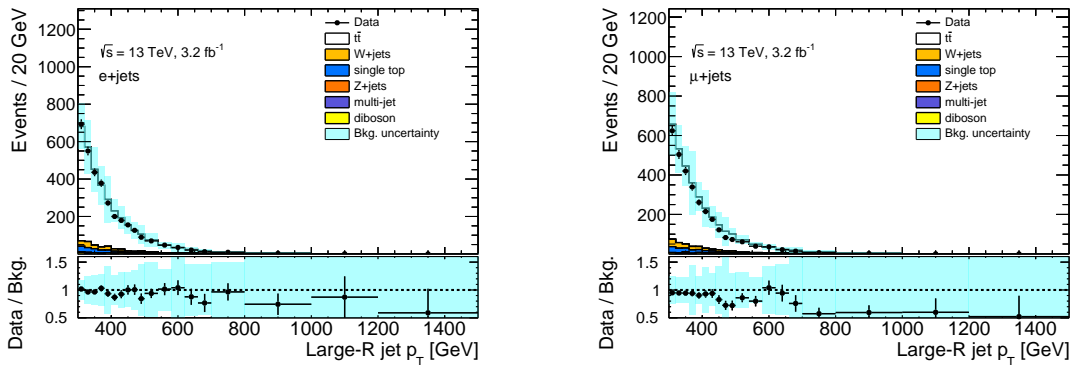 Events / 20 GeV
1200
1000
800
600
400
200
√s = 13 TeV, 3.2 fb⁻¹
e+jets
Data
tt̄
W+jets
single top
Z+jets
multi-jet
diboson
Bkg. uncertainty
Data / Bkg.
1.5
1
0.5
400 600 800 1000 1200 1400
Large-R jet p_T [GeV]
Events / 20 GeV
1200
1000
800
600
400
200
√s = 13 TeV, 3.2 fb⁻¹
μ+jets
Data
tt̄
W+jets
single top
Z+jets
multi-jet
diboson
Bkg. uncertainty
Data / Bkg.
1.5
1
0.5
400 600 800 1000 1200 1400
Large-R jet p_T [GeV]